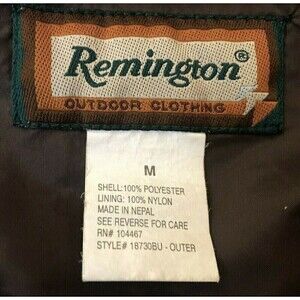 Remington®
OUTDOOR CLOTHING
M
SHELL:100% POLYESTER
LINING: 100% NYLON
MADE IN NEPAL
SEE REVERSE FOR CARE
RN# 104467
STYLE# 18730BU - OUTER